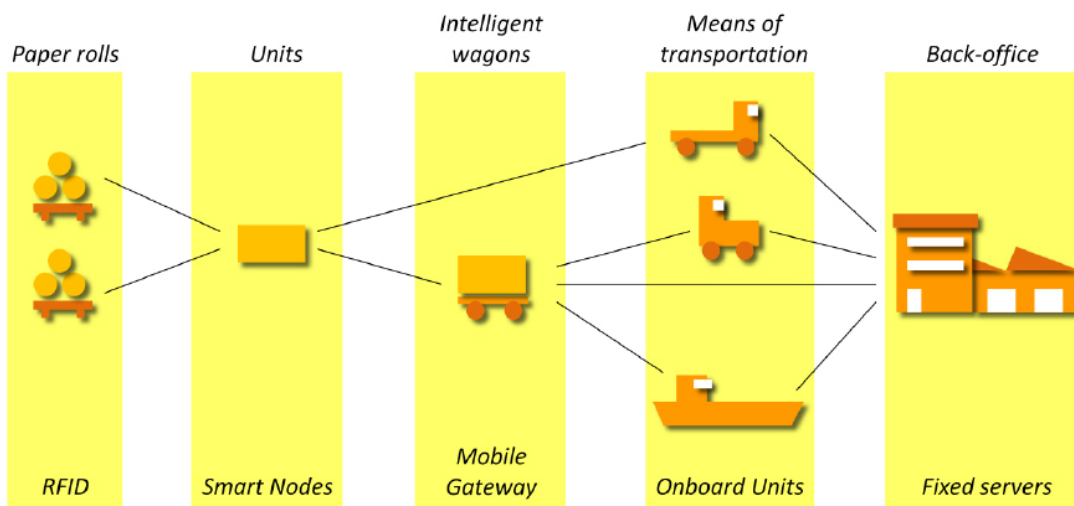 Paper rolls
Units
Intelligent
wagons
Means of
transportation
Back-office
RFID
Smart Nodes
Mobile
Gateway
Onboard Units
Fixed servers